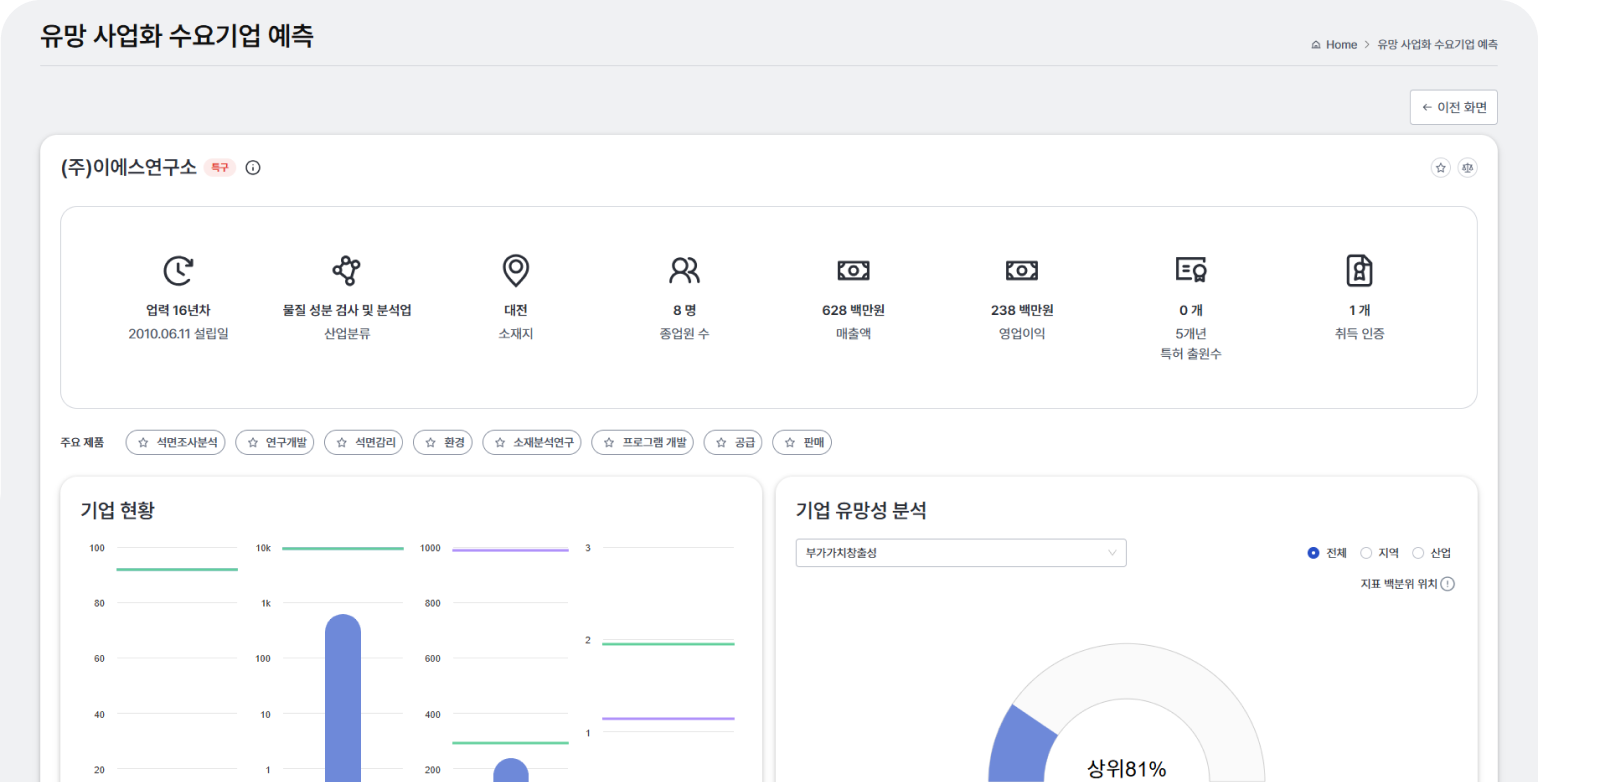 유망 사업화 수요기업 예측
Home > 유망 사업화 수요기업 예측
← 이전 화면
(주)이에스연구소 특구
업력 16년차
2010.06.11 설립일
물질 성분 검사 및 분석업
산업분류
대전
소재지
8 명
종업원 수
628 백만원
매출액
238 백만원
영업이익
0 개
5개년
특허 출원수
1 개
취득 인증
주요 제품 석면조사분석 연구개발 석면감리 환경 소재분석연구 프로그램 개발 공급 판매
기업 현황
100
80
60
40
20
10k
1k
100
10
1
1000
800
600
400
200
3
2
1
기업 유망성 분석
부가가치창출성
전체 지역 산업
지표 백분위 위치
상위81%